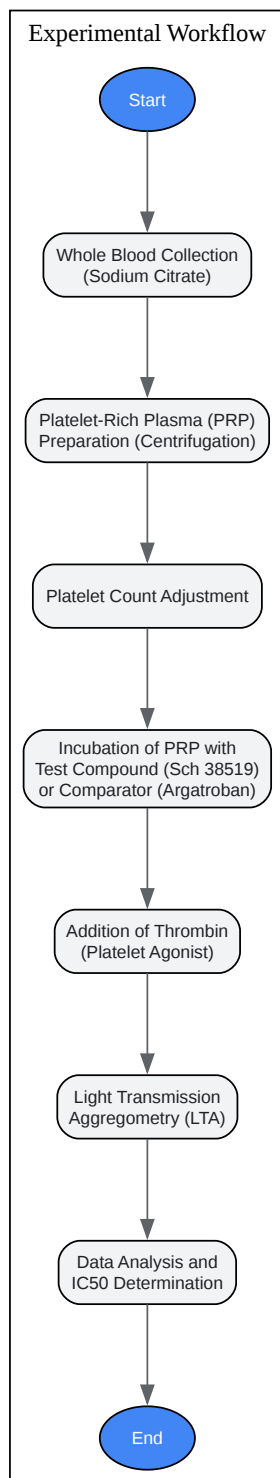 Experimental Workflow
Start
Whole Blood Collection
(Sodium Citrate)
Platelet-Rich Plasma (PRP)
Preparation (Centrifugation)
Platelet Count Adjustment
Incubation of PRP with
Test Compound (Sch 38519)
or Comparator (Argatroban)
Addition of Thrombin
(Platelet Agonist)
Light Transmission
Aggregometry (LTA)
Data Analysis and
IC50 Determination
End